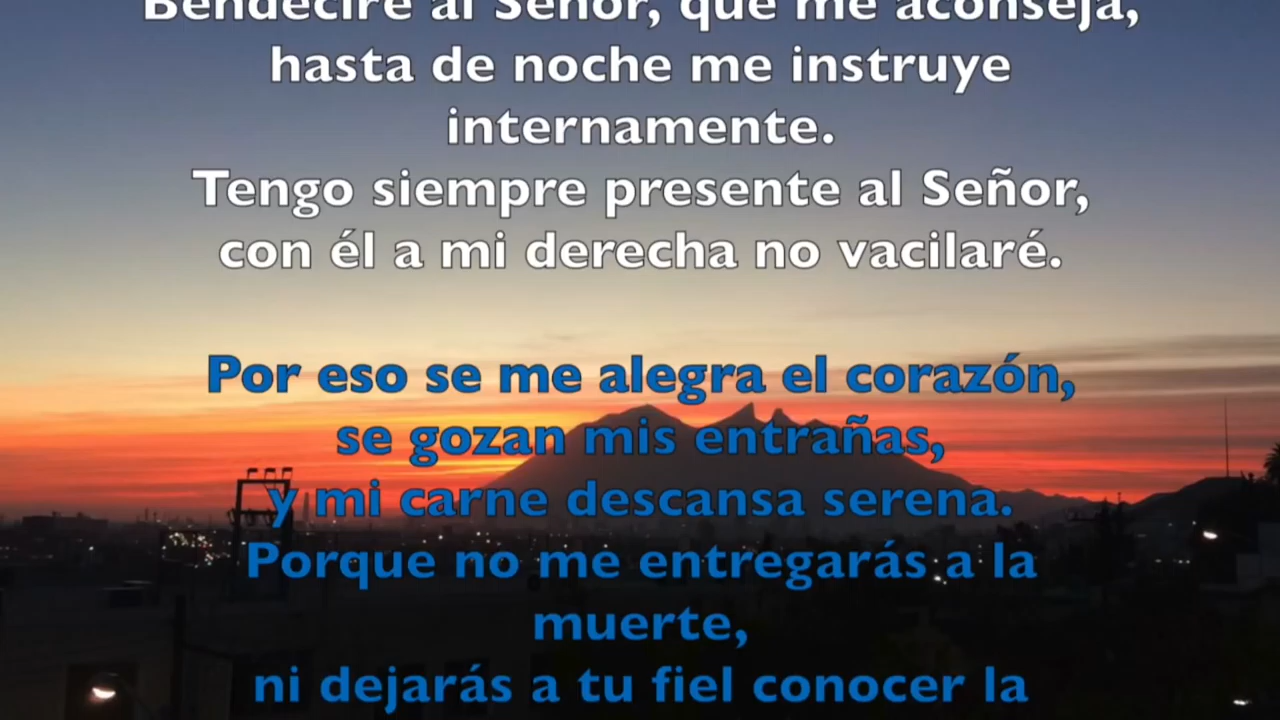 Bendeciré al Señor, que me aconseja,
hasta de noche me instruye
internamente.
Tengo siempre presente al Señor,
con él a mi derecha no vacilaré.
Por eso se me alegra el corazón,
se gozan mis entrañas,
y mi carne descansa serena.
Porque no me entregarás a la
muerte,
ni dejarás a tu fiel conocer la